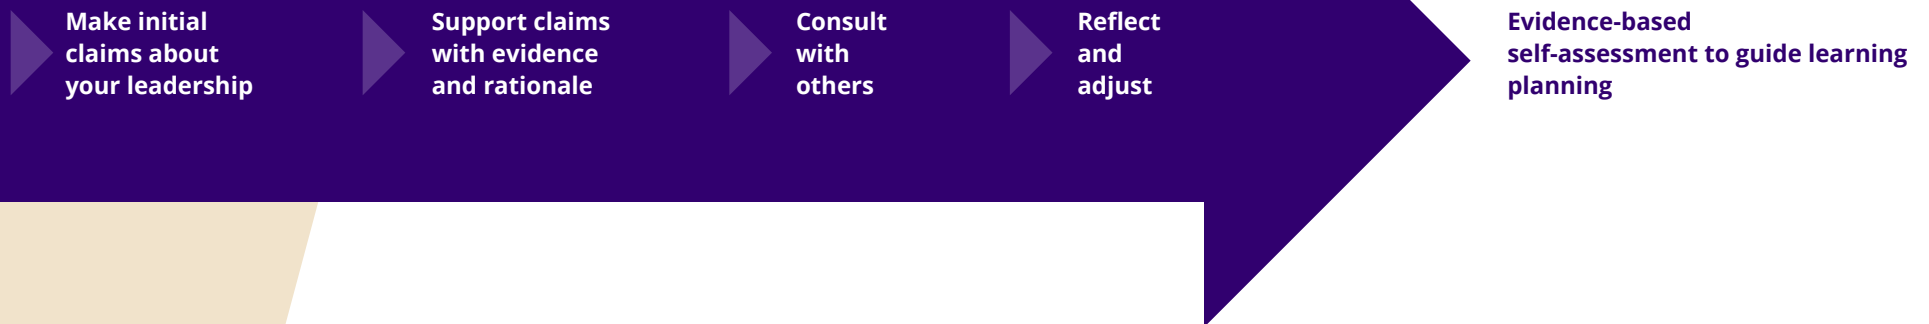 Make initial
claims about
your leadership
Support claims
with evidence
and rationale
Consult
with
others
Reflect
and
adjust
Evidence-based
self-assessment to guide learning
planning